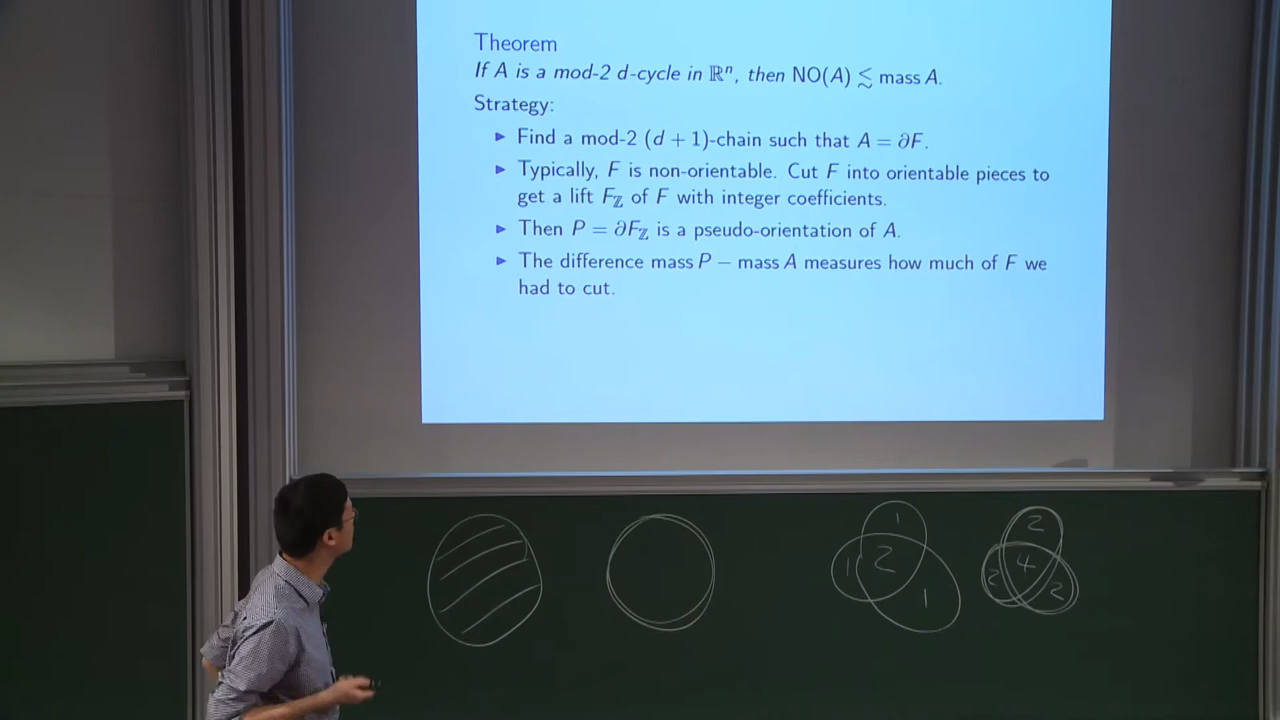 Theorem
If A is a mod-2 d-cycle in ℝⁿ, then NO(A) ≲ mass A.
Strategy:
▶ Find a mod-2 (d + 1)-chain such that A = ∂F.
▶ Typically, F is non-orientable. Cut F into orientable pieces to
get a lift F_ℤ of F with integer coefficients.
▶ Then P = ∂F_ℤ is a pseudo-orientation of A.
▶ The difference mass P − mass A measures how much of F we
had to cut.
1
1 2
1
2
2 4
2